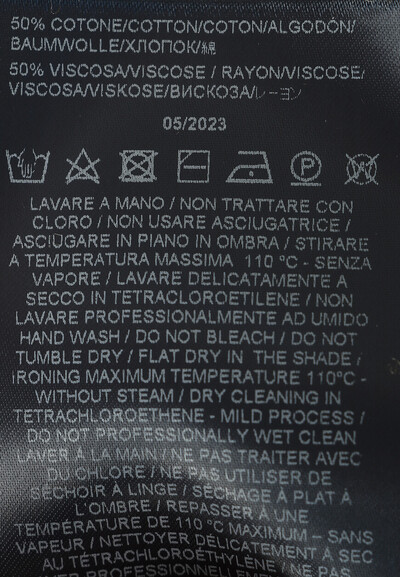 50% COTONE/COTTON/COTON/ALGODÓN/
BAUMWOLLE/ХЛОПОК/綿
50% VISCOSA/VISCOSE / RAYON/VISCOSE/
VISCOSA/VISKOSE/ВИСКОЗА/レーヨン
05/2023
P
LAVARE A MANO / NON TRATTARE CON
CLORO / NON USARE ASCIUGATRICE /
ASCIUGARE IN PIANO IN OMBRA / STIRARE
A TEMPERATURA MASSIMA 110 °C - SENZA
VAPORE / LAVARE DELICATAMENTE A
SECCO IN TETRACLOROETILENE / NON
LAVARE PROFESSIONALMENTE AD UMIDO
HAND WASH / DO NOT BLEACH / DO NOT
TUMBLE DRY / FLAT DRY IN THE SHADE /
IRONING MAXIMUM TEMPERATURE 110°C -
WITHOUT STEAM / DRY CLEANING IN
TETRACHLOROETHENE - MILD PROCESS /
DO NOT PROFESSIONALLY WET CLEAN
LAVER À LA MAIN / NE PAS TRAITER AVEC
DU CHLORE / NE PAS UTILISER DE
SÉCHOIR À LINGE / SÉCHAGE À PLAT À
L'OMBRE / REPASSER À UNE
TEMPÉRATURE DE 110 °C MAXIMUM - SANS
VAPEUR / NETTOYER DÉLICATEMENT À SEC
AU TÉTRACHLOROÉTHYLÈNE / NE PAS
PROFESSIONNELLEMENT